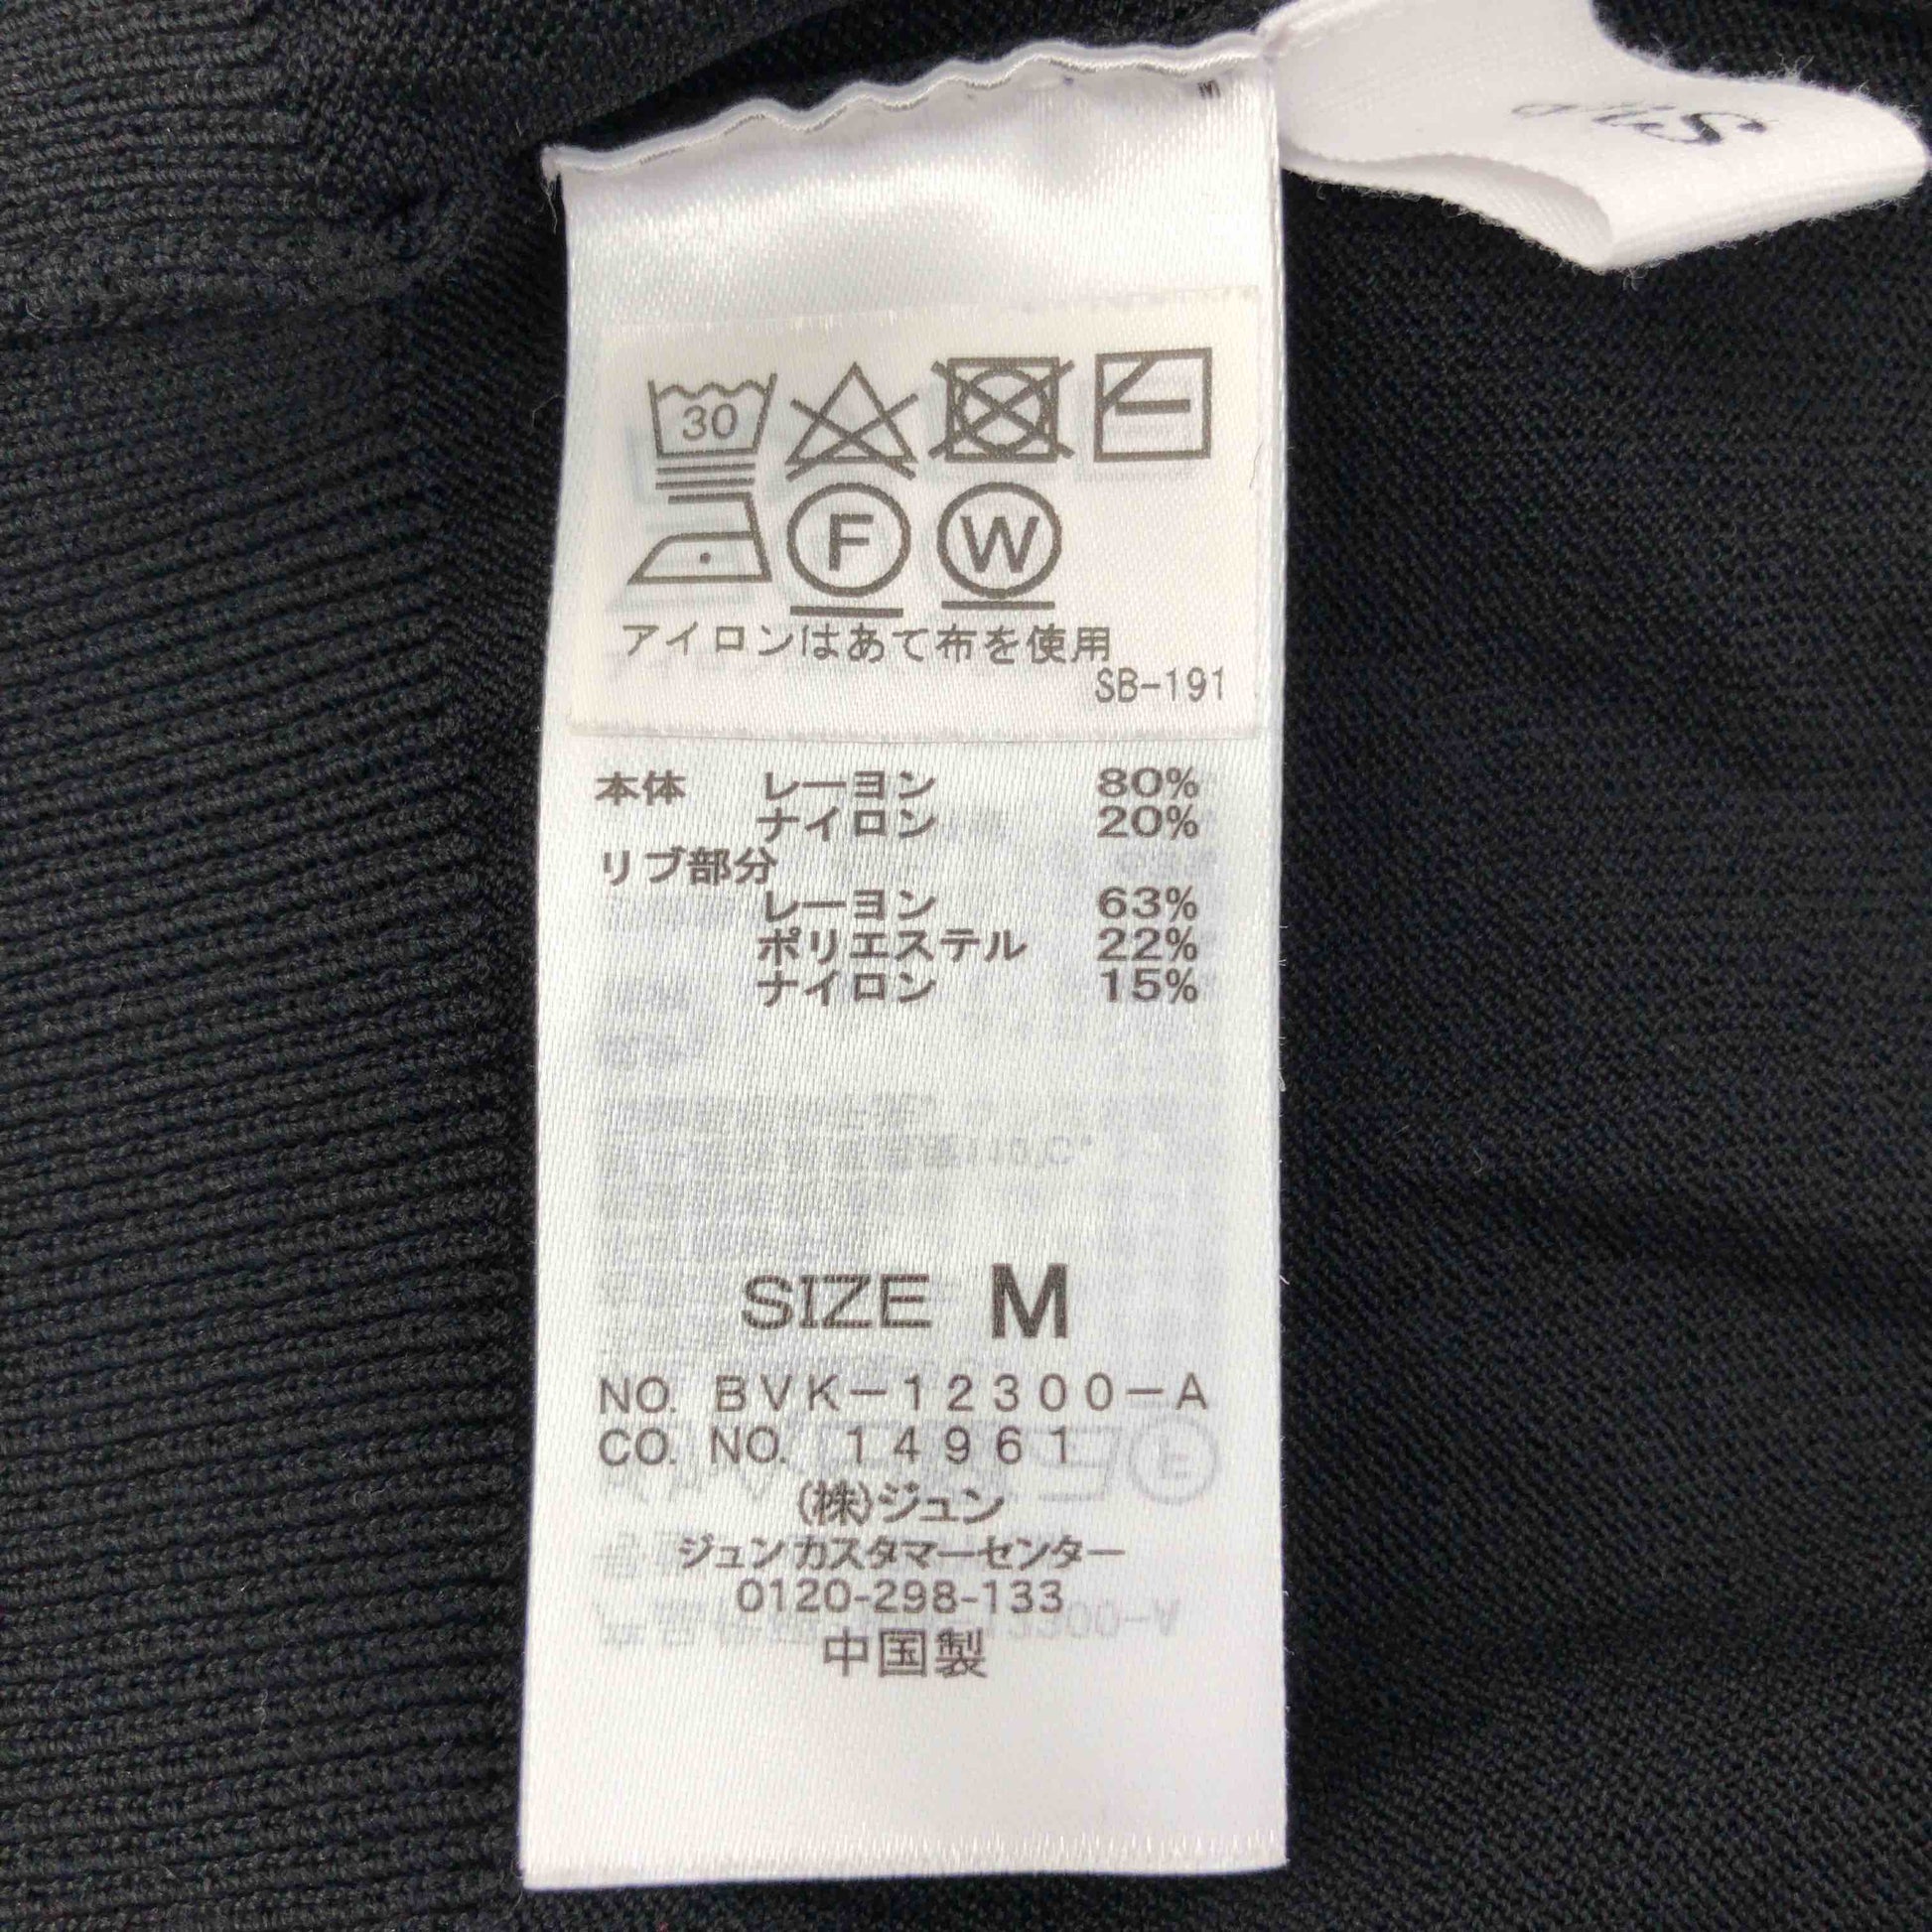 M
30
F W
アイロンはあて布を使用
SB-191
本体 レーヨン 80%
ナイロン 20%
リブ部分
レーヨン 63%
ポリエステル 22%
ナイロン 15%
SIZE M
NO. BVK-12300-A
CO. NO. 14961
(株)ジュン
ジュンカスタマーセンター
0120-298-133
中国製